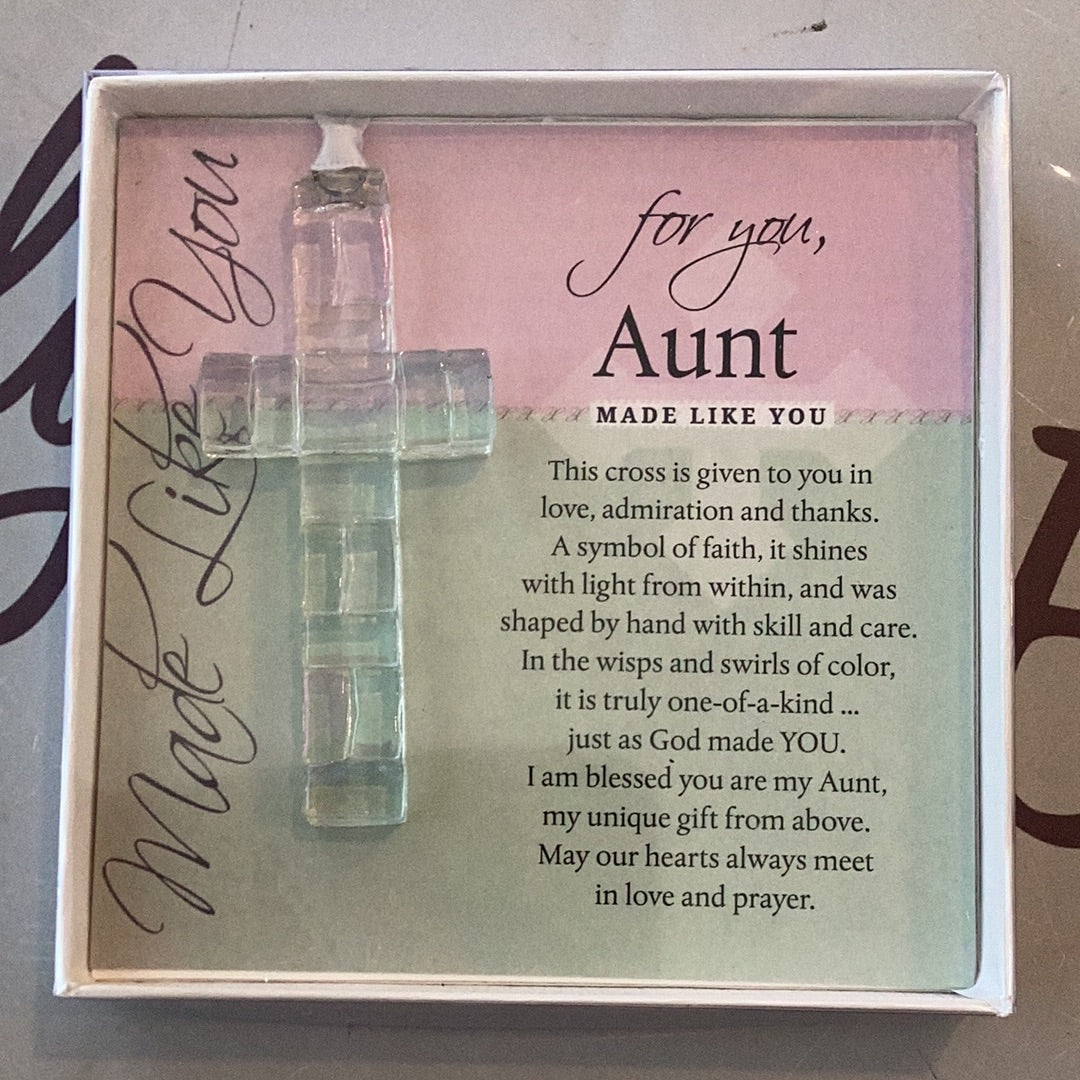 Made Like You
for you,
Aunt
MADE LIKE YOU
This cross is given to you in
love, admiration and thanks.
A symbol of faith, it shines
with light from within, and was
shaped by hand with skill and care.
In the wisps and swirls of color,
it is truly one-of-a-kind ...
just as God made YOU.
I am blessed you are my Aunt,
my unique gift from above.
May our hearts always meet
in love and prayer.